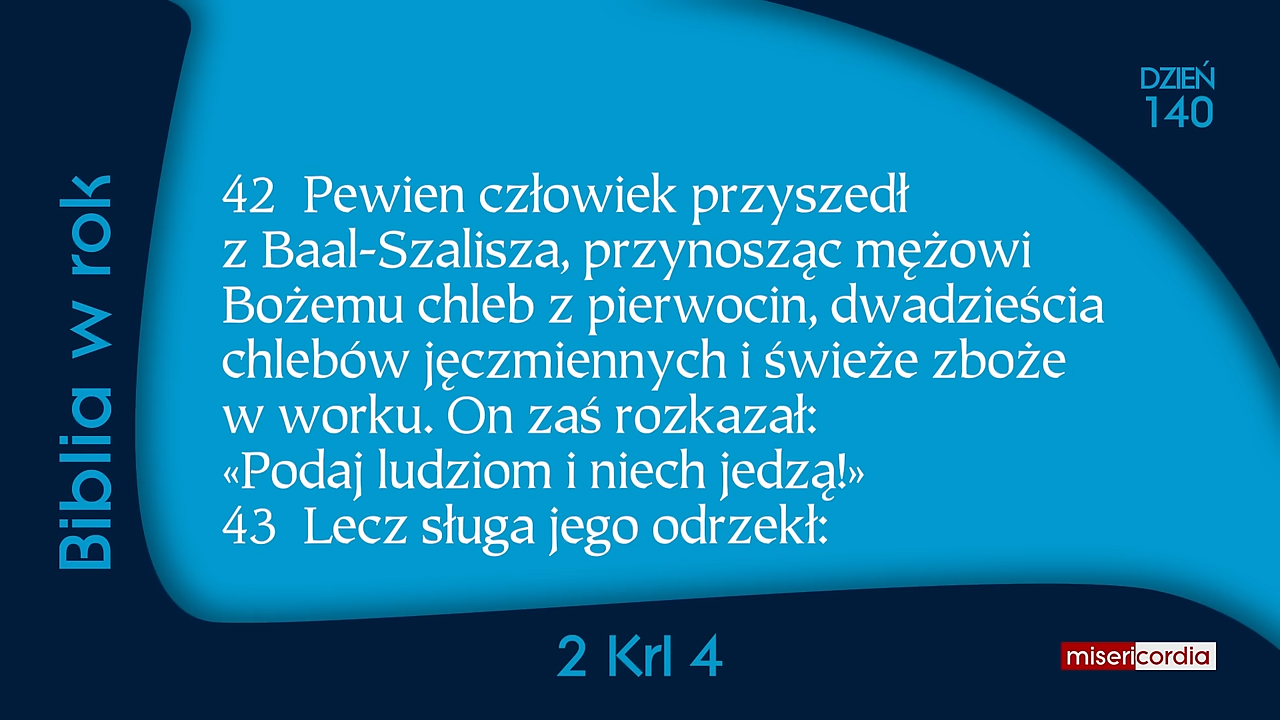 DZIEŃ
140
Biblia w rok
42 Pewien człowiek przyszedł
z Baal-Szalisza, przynosząc mężowi
Bożemu chleb z pierwocin, dwadzieścia
chlebów jęczmiennych i świeże zboże
w worku. On zaś rozkazał:
«Podaj ludziom i niech jedzą!»
43 Lecz sługa jego odrzekł:
2 Krl 4
misericordia